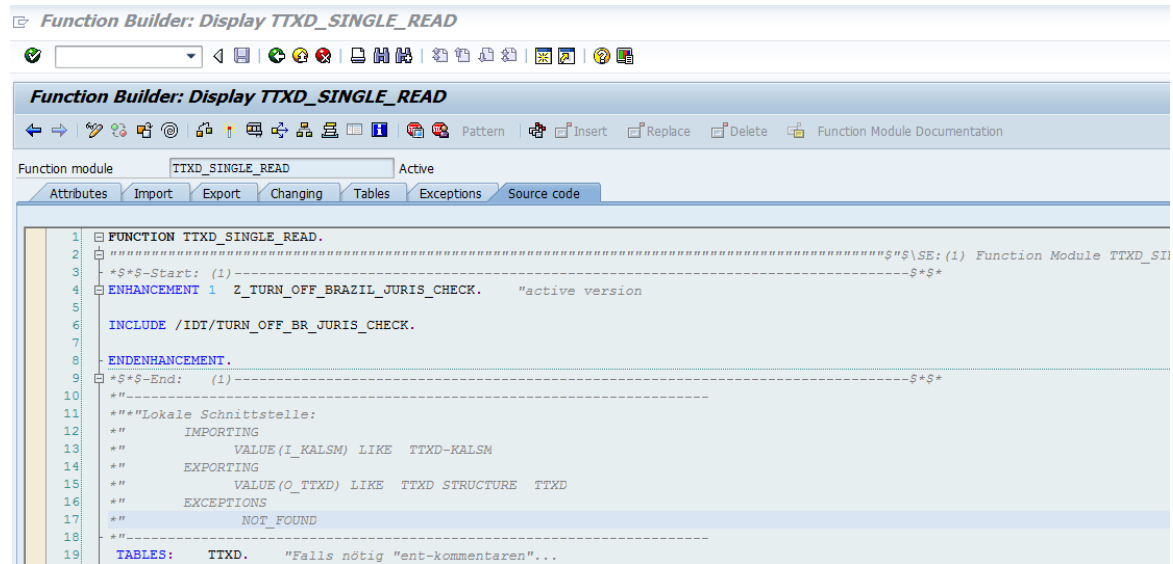 Function Builder: Display TTXD_SINGLE_READ
Function Builder: Display TTXD_SINGLE_READ
Pattern Insert Replace Delete Function Module Documentation
Function module TTXD_SINGLE_READ Active
Attributes Import Export Changing Tables Exceptions Source code
1 FUNCTION TTXD_SINGLE_READ.
2 """"""""""""""""""""""""""""""""""""""""""""""""""""""""""""""""""""""""""""""""""$"$\SE:(1) Function Module TTXD_SI
3 *$*$-Start: (1)---------------------------------------------------------------------------------$*$*
4 ENHANCEMENT 1 Z_TURN_OFF_BRAZIL_JURIS_CHECK. "active version
5
6 INCLUDE /IDT/TURN_OFF_BR_JURIS_CHECK.
7
8 ENDENHANCEMENT.
9 *$*$-End: (1)---------------------------------------------------------------------------------$*$*
10 *"----------------------------------------------------------------------
11 *"*"Lokale Schnittstelle:
12 *" IMPORTING
13 *" VALUE(I_KALSM) LIKE TTXD-KALSM
14 *" EXPORTING
15 *" VALUE(O_TTXD) LIKE TTXD STRUCTURE TTXD
16 *" EXCEPTIONS
17 *" NOT_FOUND
18 *"----------------------------------------------------------------------
19 TABLES: TTXD. "Falls nötig "ent-kommentaren"...